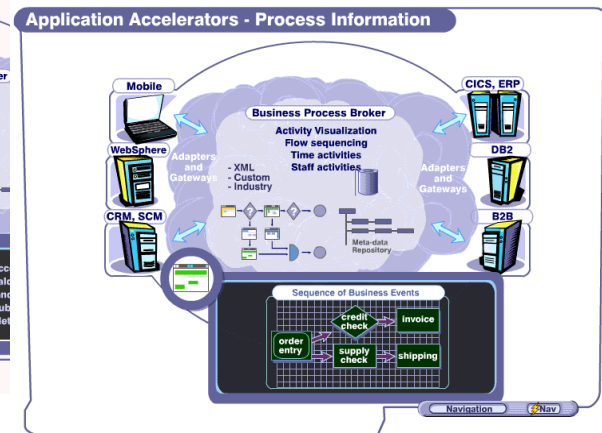 Application Accelerators - Process Information
er
Mobile
CICS, ERP
Business Process Broker
Activity Visualization
Flow sequencing
Time activities
Staff activities
WebSphere
DB2
Adapters
and
Gateways
- XML
- Custom
- Industry
Adapters
and
Gateways
CRM, SCM
B2B
?
?
Meta-data
Repository
Sequence of Business Events
credit
check
invoice
order
entry
supply
check
shipping
Navigation
Nav